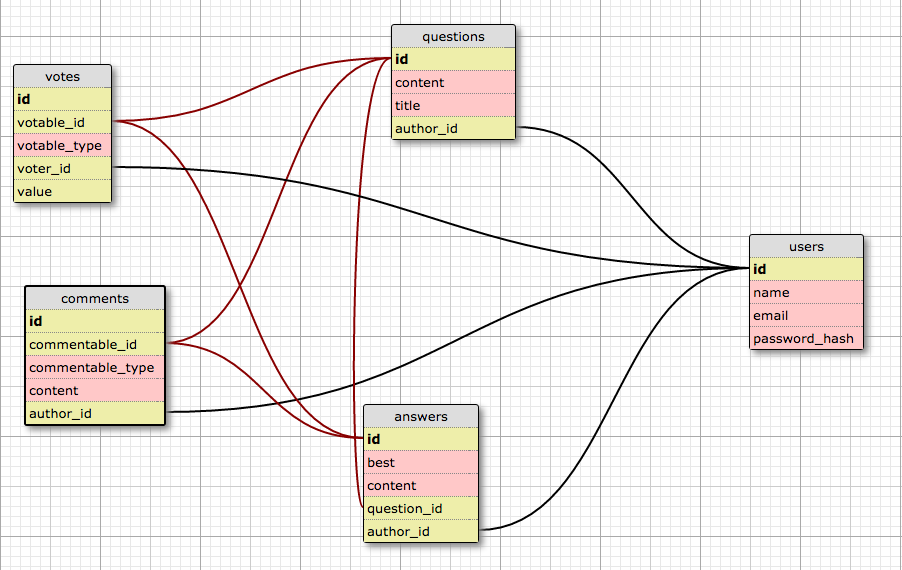 questions
id
content
title
author_id
votes
id
votable_id
votable_type
voter_id
value
users
id
name
email
password_hash
comments
id
commentable_id
commentable_type
content
author_id
answers
id
best
content
question_id
author_id